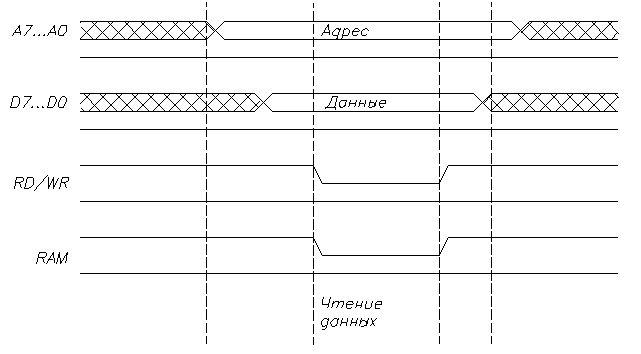 A7...A0
Адрес
D7...D0
Данные
RD/WR
RAM
Чтение
данных